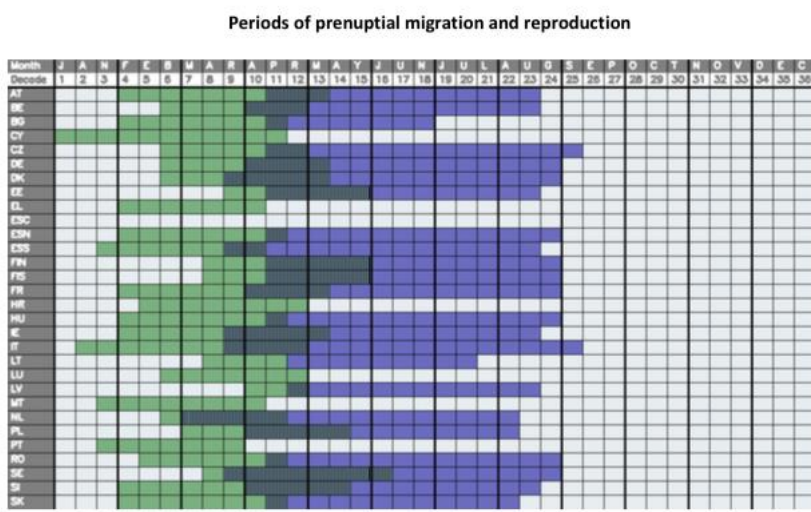 Periods of prenuptial migration and reproduction
Month J A N F E B M A R A P R M A Y J U N J U L A U G S E P O C T N O V D E C
Decade 1 2 3 4 5 6 7 8 9 10 11 12 13 14 15 16 17 18 19 20 21 22 23 24 25 26 27 28 29 30 31 32 33 34 35 36
AT
BE
BG
CY
CZ
DE
DK
EE
EL
ESC
ESN
ESS
FIN
FIS
FR
HR
HU
IE
IT
LT
LU
LV
MT
NL
PL
PT
RO
SE
SI
SK